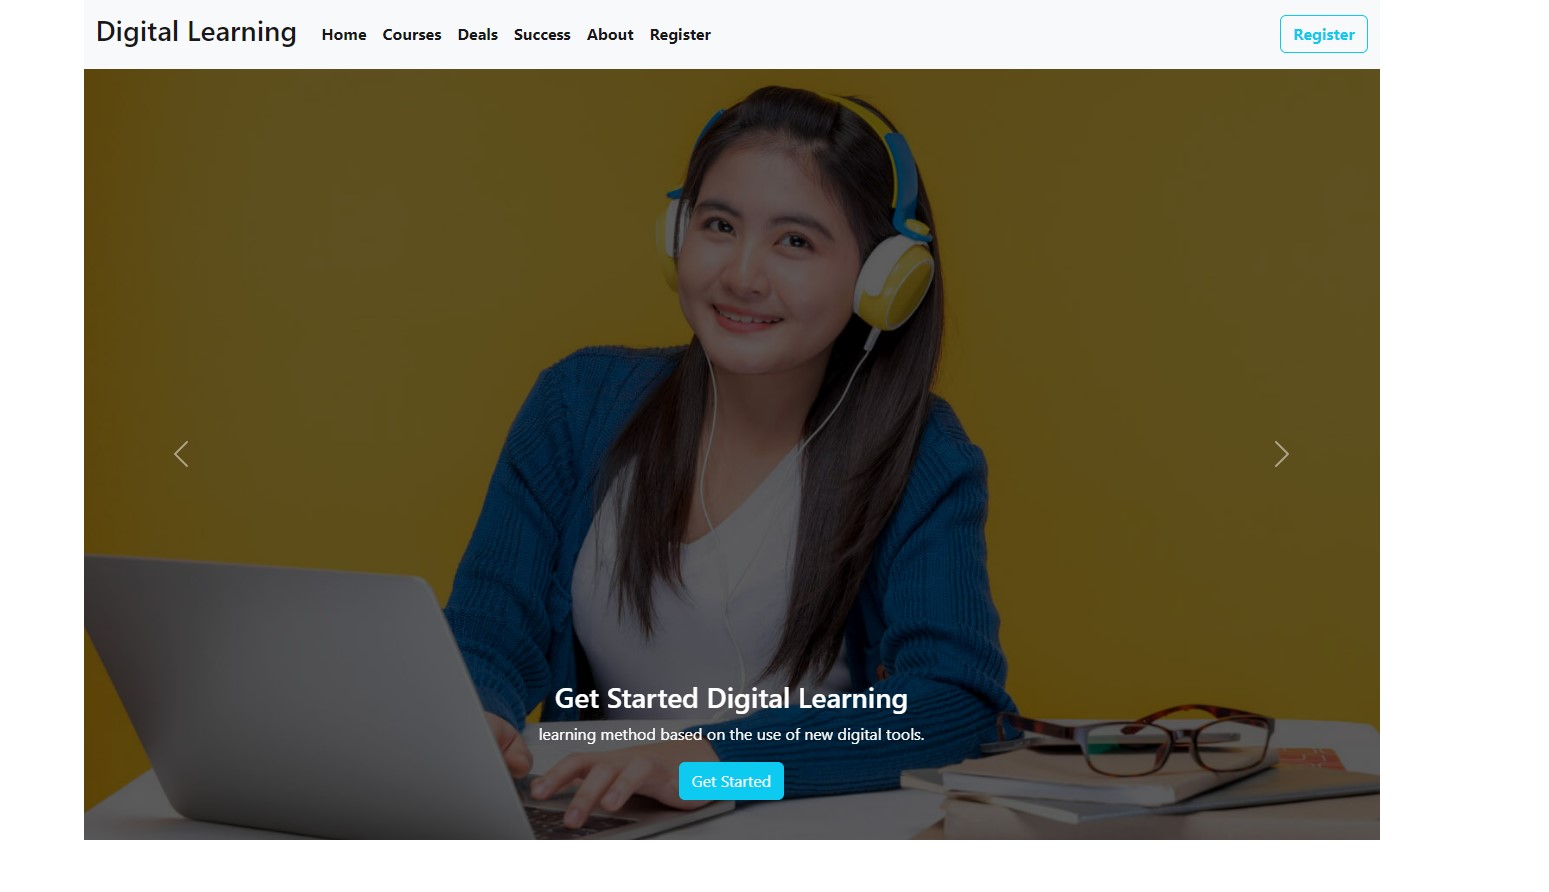 Digital Learning Home Courses Deals Success About Register Register
Get Started Digital Learning
learning method based on the use of new digital tools.
Get Started